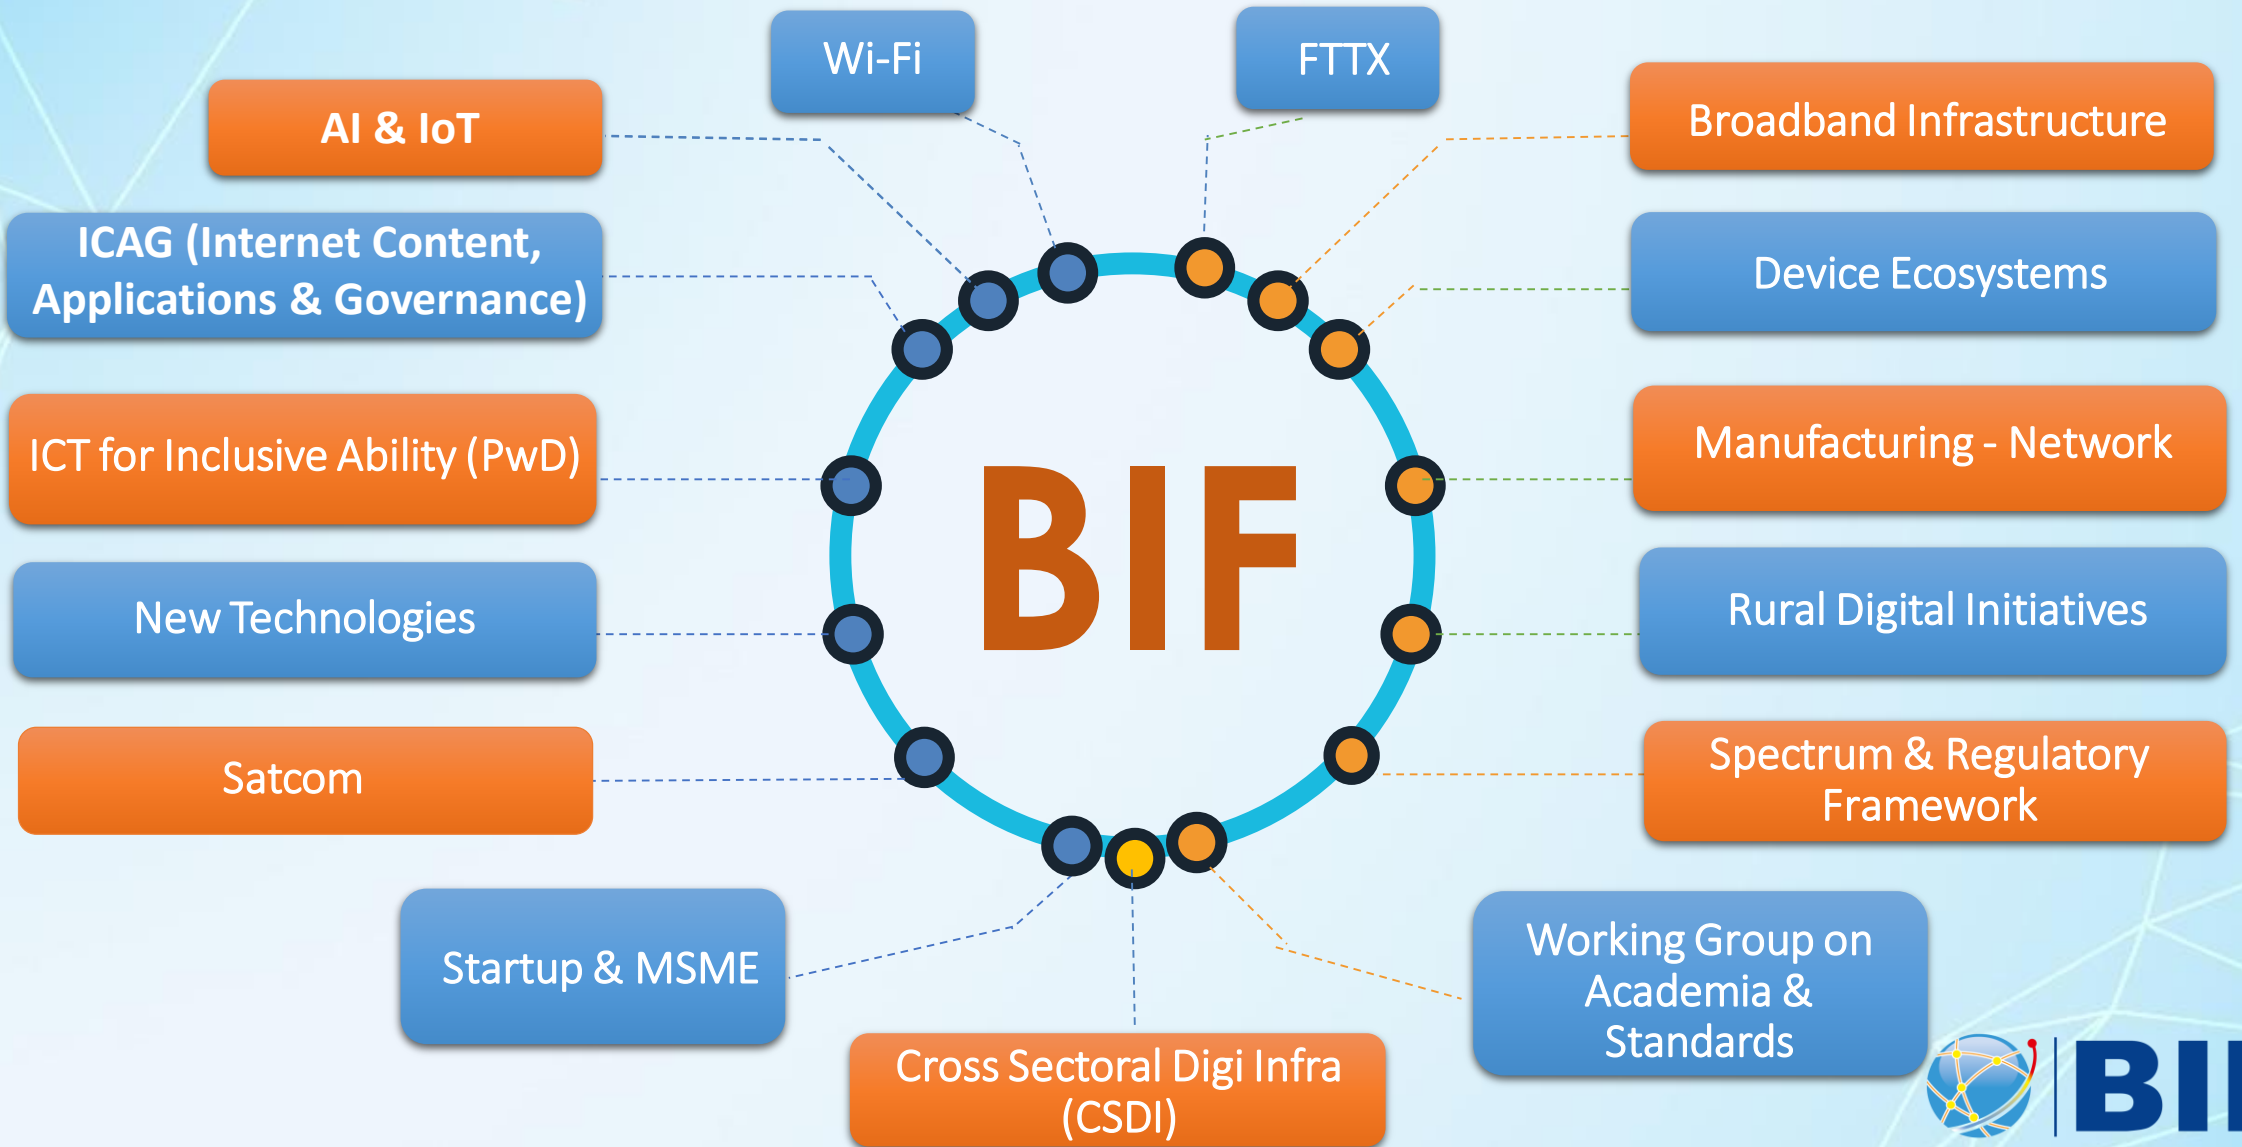 Wi-Fi
FTTX
AI & IoT
Broadband Infrastructure
ICAG (Internet Content,
Applications & Governance)
Device Ecosystems
ICT for Inclusive Ability (PwD)
Manufacturing - Network
BIF
New Technologies
Rural Digital Initiatives
Satcom
Spectrum & Regulatory
Framework
Startup & MSME
Working Group on
Academia &
Standards
Cross Sectoral Digi Infra
(CSDI)